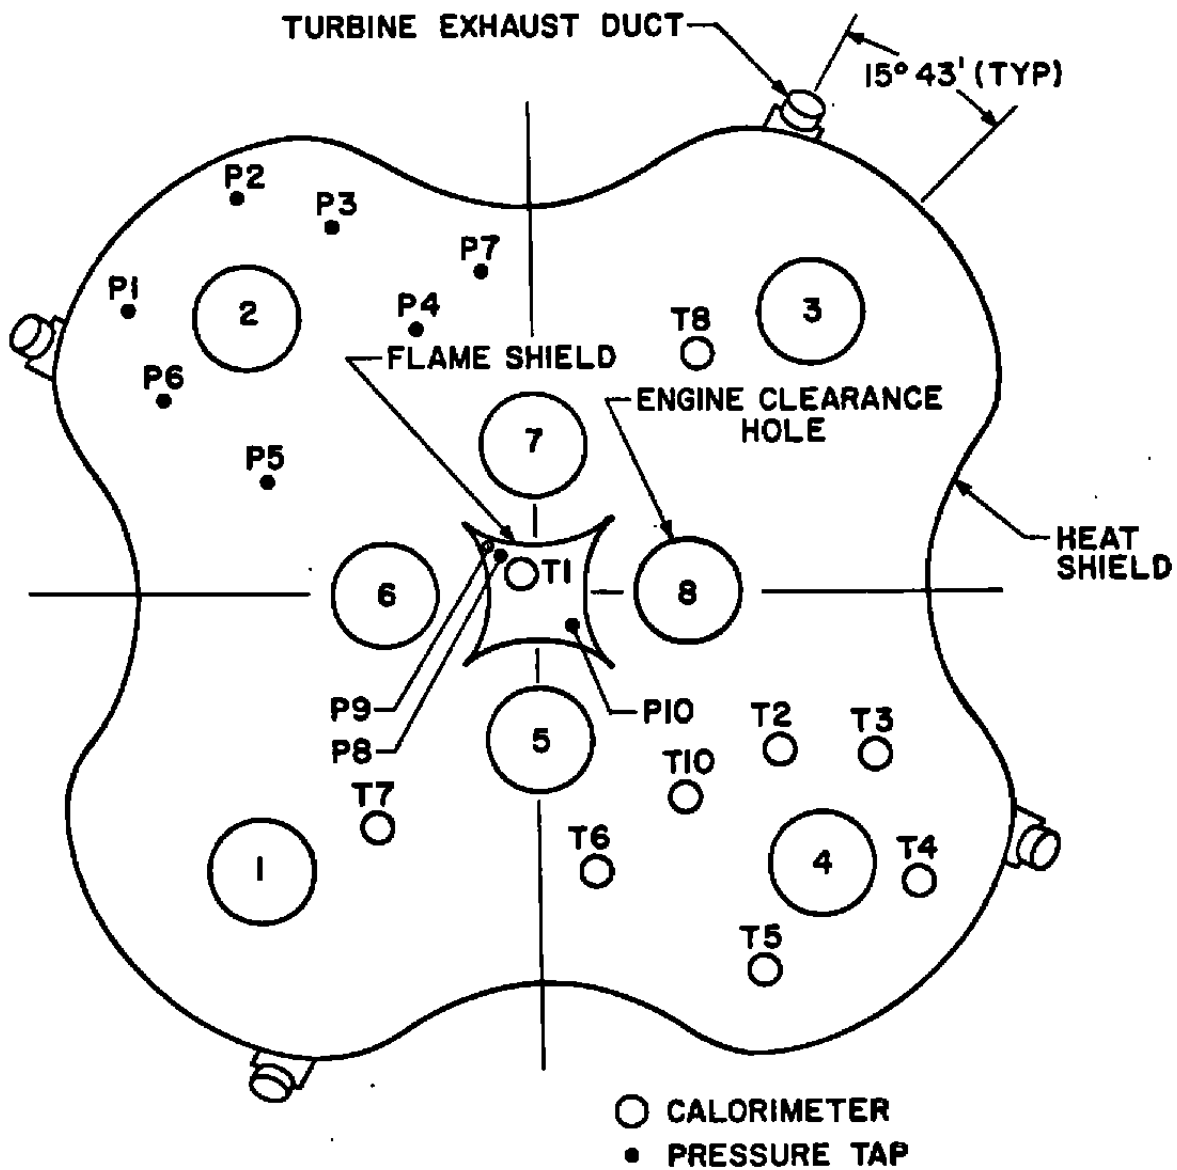 TURBINE EXHAUST DUCT
15° 43' (TYP)
P2
P3
P7
P1
2
3
P4
T8
FLAME SHIELD
P6
ENGINE CLEARANCE
HOLE
7
P5
HEAT
SHIELD
T1
6
8
P9
P10
P8
5
T2
T3
T10
T7
T6
1
4
T4
T5
CALORIMETER
PRESSURE TAP